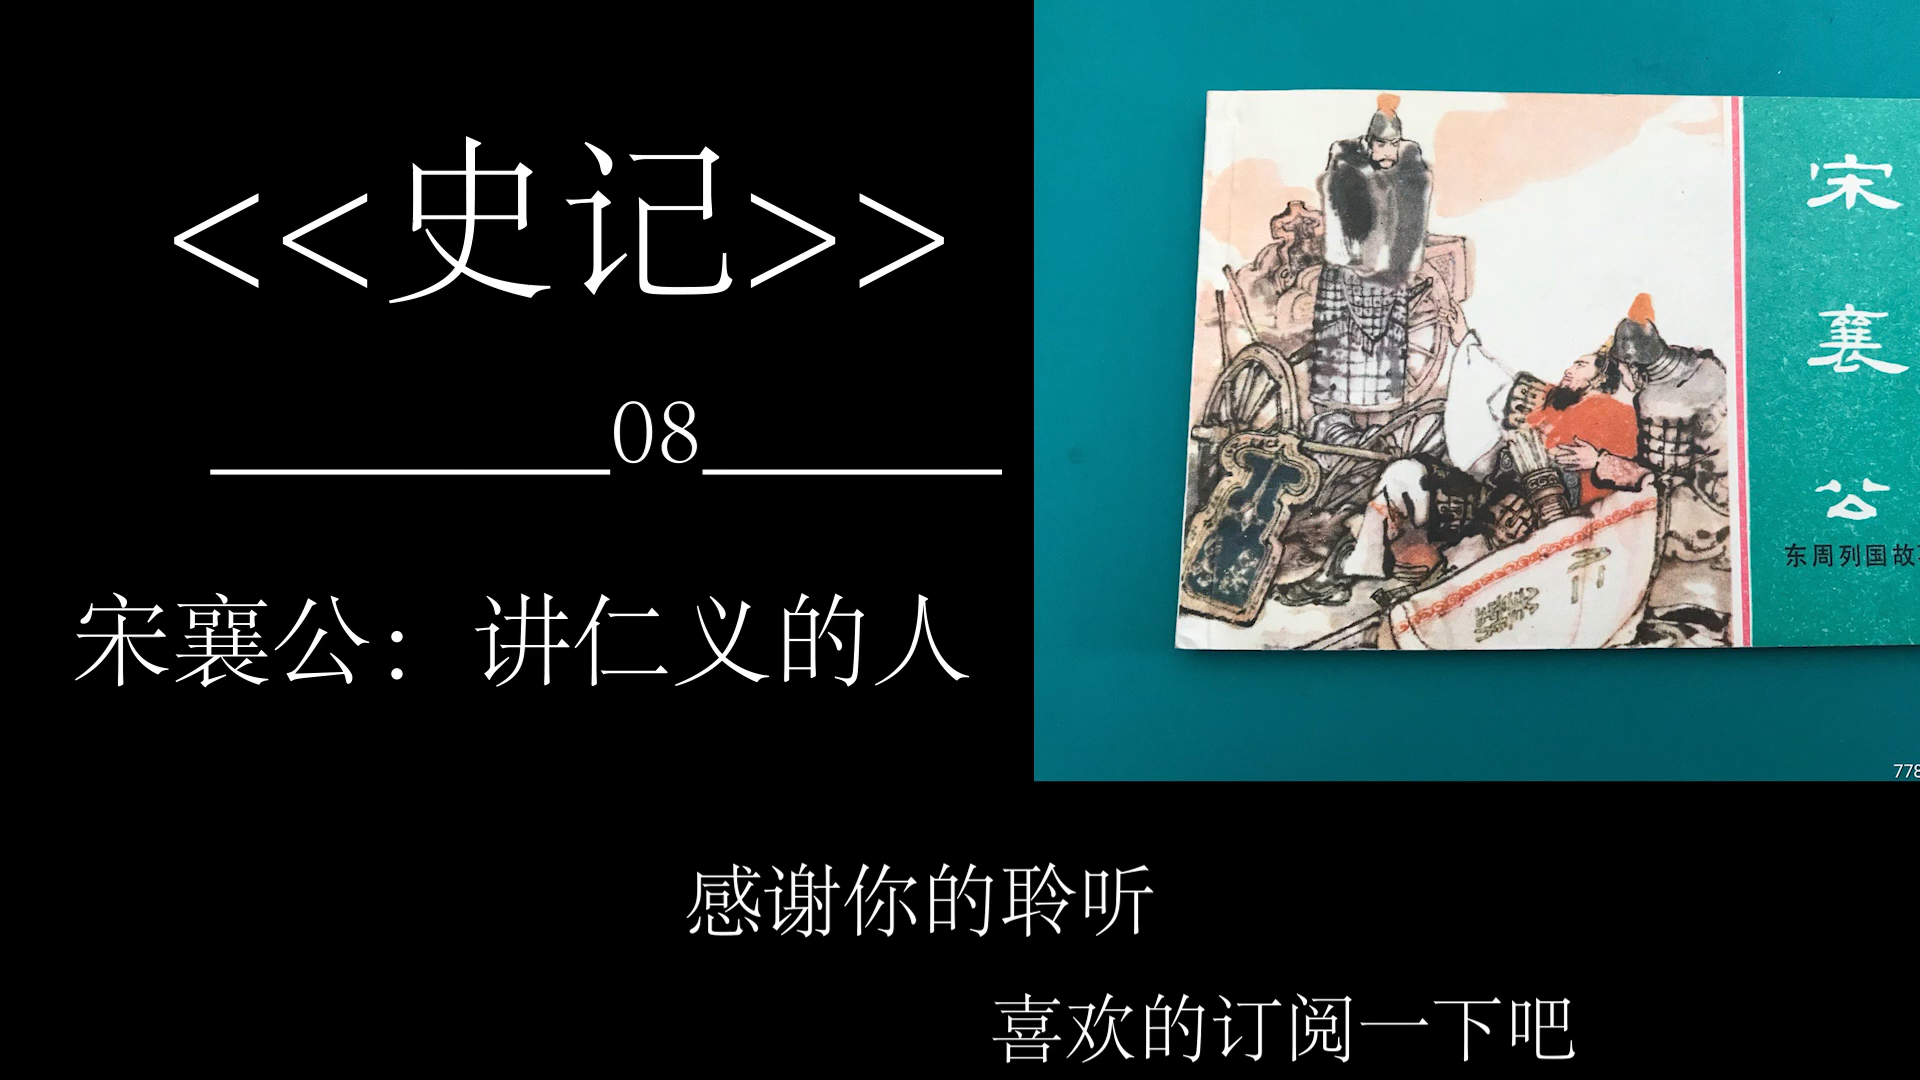 <<史记>>
08
宋襄公：讲仁义的人
宋襄公
东周列国故
778
感谢你的聆听
喜欢的订阅一下吧